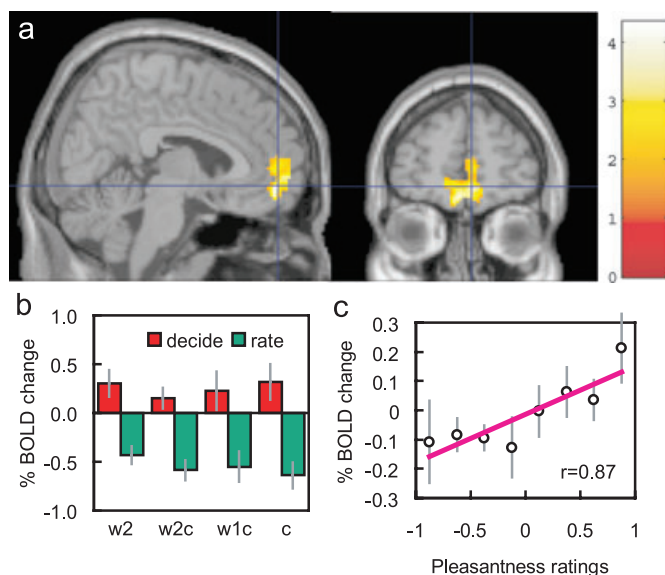 a
4
3
2
1
0
b
% BOLD change
1.0
0.5
0.0
-0.5
-1.0
decide rate
w2 w2c w1c c
c
% BOLD change
0.3
0.2
0.1
0
-0.1
-0.2
-0.3
r=0.87
-1 -0.5 0 0.5 1
Pleasantness ratings